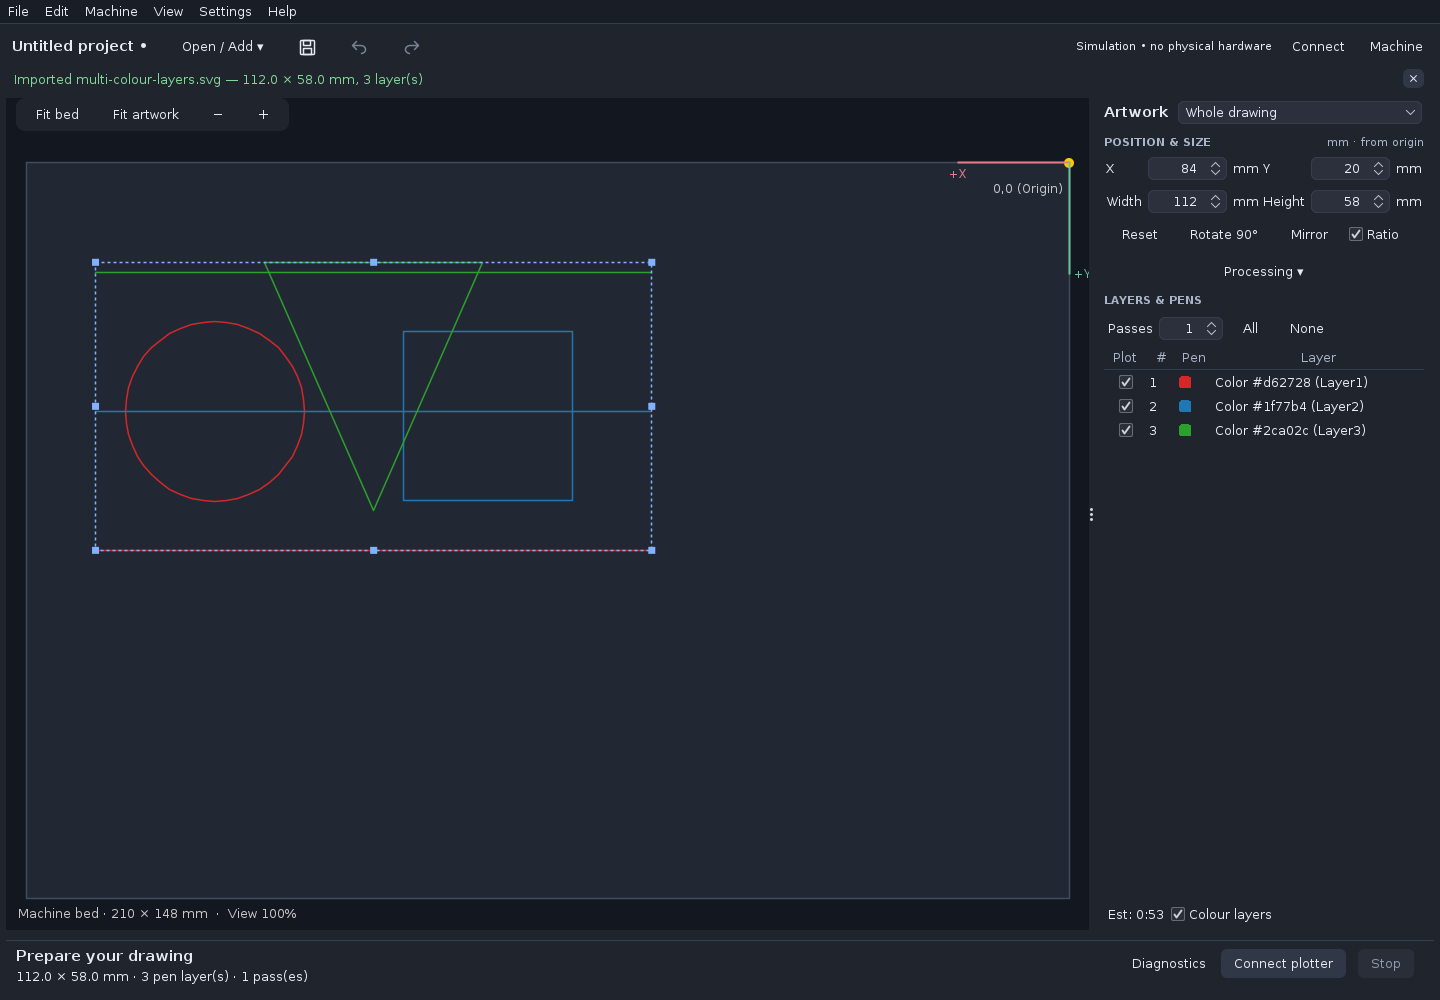 File Edit Machine View Settings Help
Untitled project • Open / Add ▾ Simulation • no physical hardware Connect Machine
Imported multi-colour-layers.svg — 112.0 × 58.0 mm, 3 layer(s)
Fit bed Fit artwork − +
+X
0,0 (Origin)
+Y
Machine bed · 210 × 148 mm · View 100%
Artwork Whole drawing
POSITION & SIZE mm · from origin
X 84 mm Y 20 mm
Width 112 mm Height 58 mm
Reset Rotate 90° Mirror Ratio
Processing ▾
LAYERS & PENS
Passes 1 All None
Plot # Pen Layer
1 Color #d62728 (Layer1)
2 Color #1f77b4 (Layer2)
3 Color #2ca02c (Layer3)
Est: 0:53 Colour layers
Prepare your drawing
112.0 × 58.0 mm · 3 pen layer(s) · 1 pass(es)
Diagnostics Connect plotter Stop